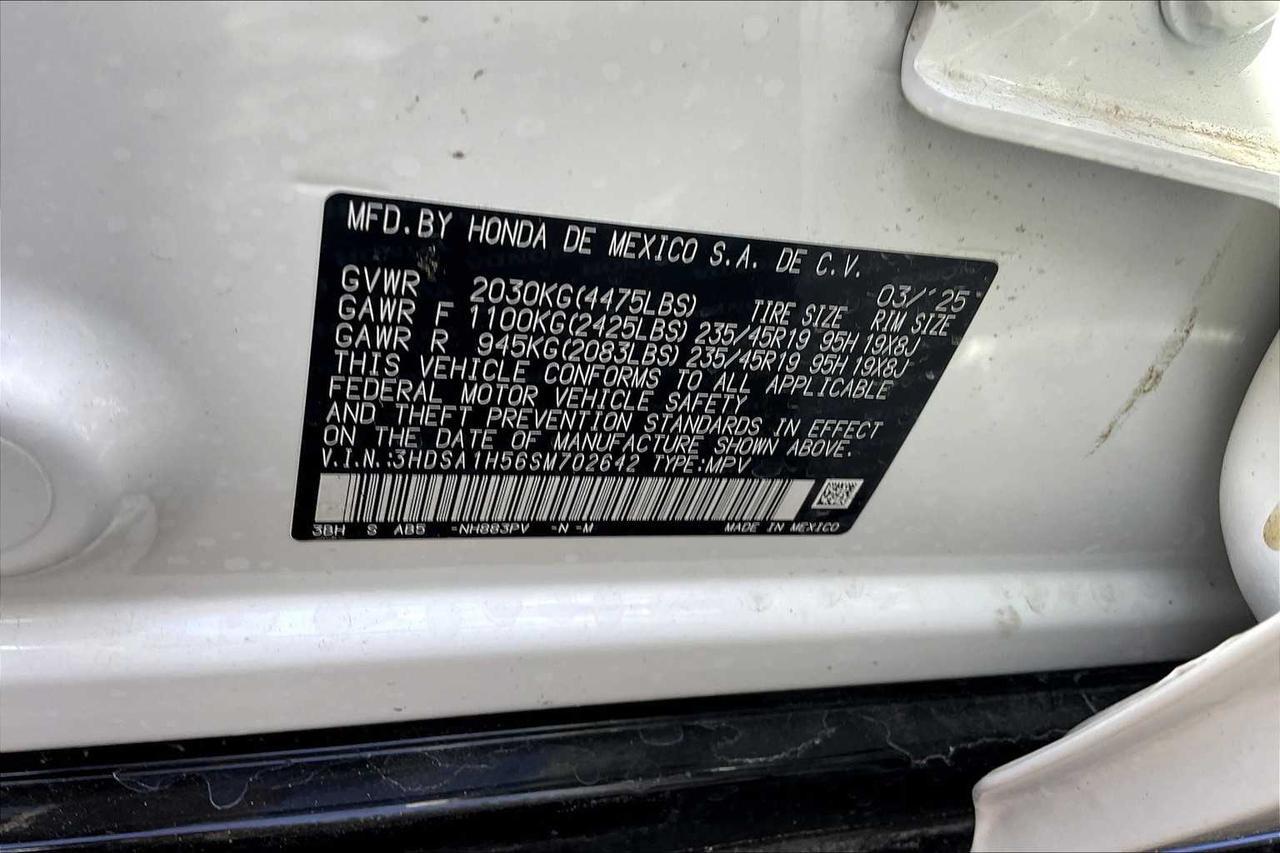 MFD.BY HONDA DE MEXICO S.A. DE C.V.
03/'25
GVWR 2030KG(4475LBS) TIRE SIZE RIM SIZE
GAWR F 1100KG(2425LBS) 235/45R19 95H 19X8J
GAWR R 945KG(2083LBS) 235/45R19 95H 19X8J
THIS VEHICLE CONFORMS TO ALL APPLICABLE
FEDERAL MOTOR VEHICLE SAFETY
AND THEFT PREVENTION STANDARDS IN EFFECT
ON THE DATE OF MANUFACTURE SHOWN ABOVE.
V.I.N.:3HDSA1H56SM702642 TYPE:MPV
3BH S AB5 -NH883PV -N -M MADE IN MEXICO